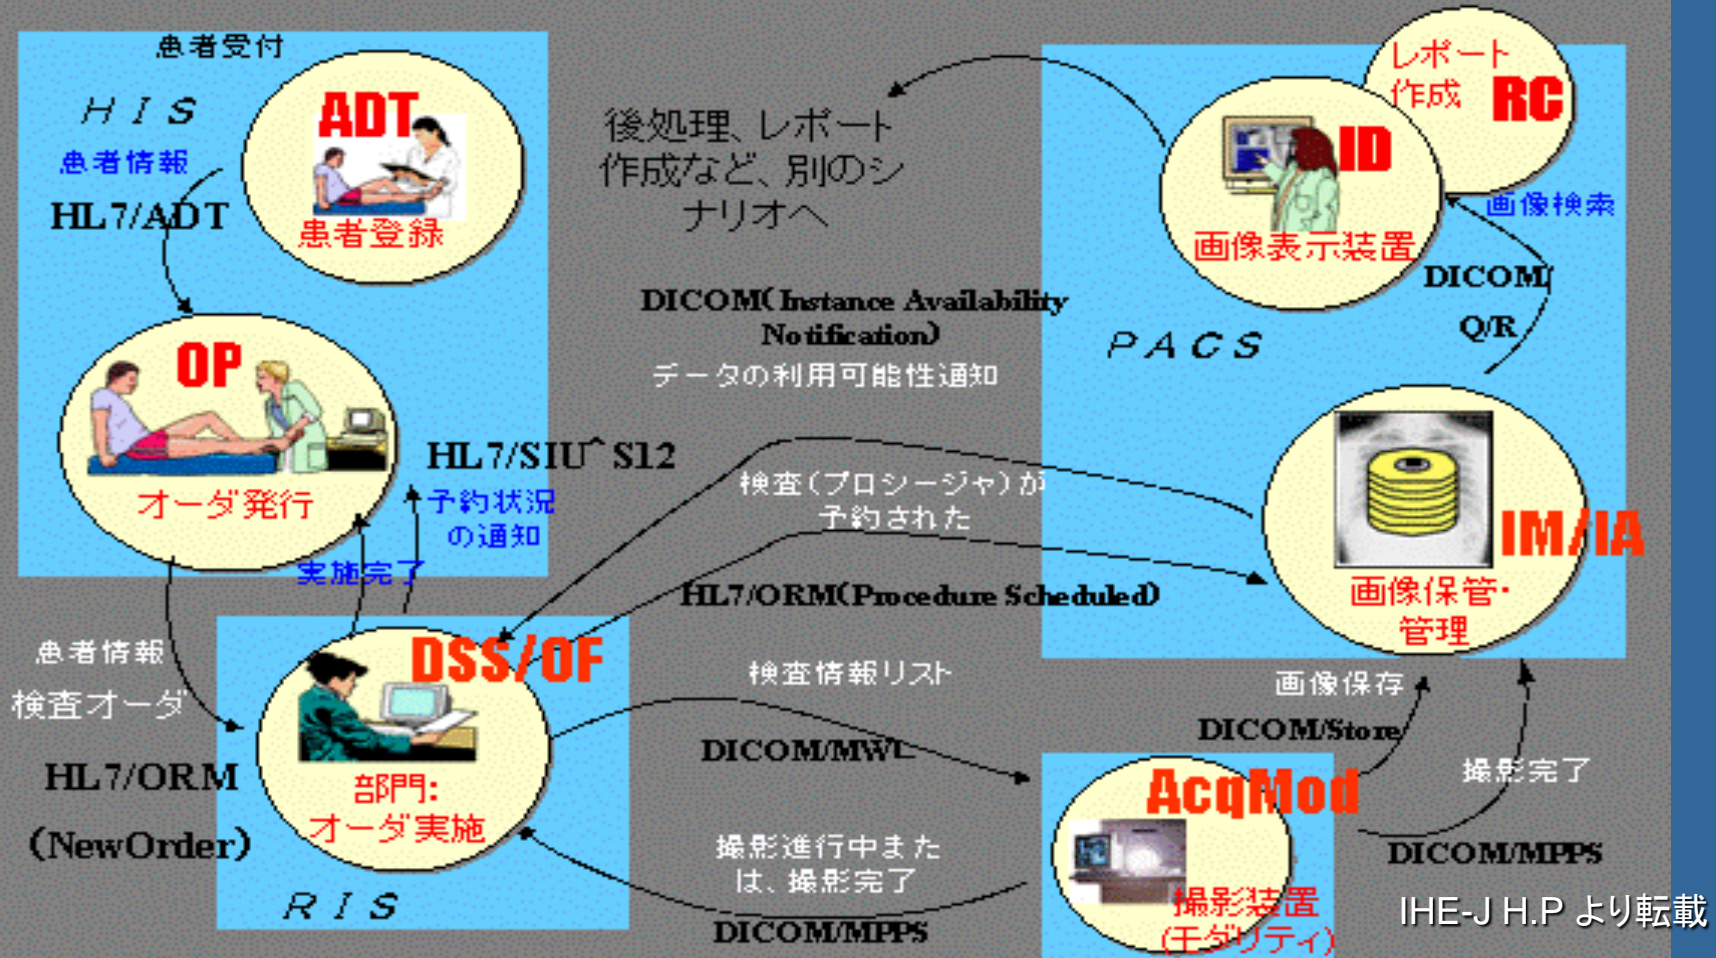 患者受付
ＨＩＳ
ADT
患者情報
HL7/ADT
患者登録
OP
オーダ発行
HL7/SIU^S12
予約状況
の通知
実施完了
患者情報
検査オーダ
HL7/ORM
(NewOrder)
DSS/OF
部門:
オーダ実施
ＲＩＳ
後処理、レポート
作成など、別のシ
ナリオへ
DICOM(Instance Availability
Notification)
データの利用可能性通知
検査(プロシージャ)が
予約された
HL7/ORM(Procedure Scheduled)
検査情報リスト
DICOM/MWL
撮影進行中また
は、撮影完了
DICOM/MPPS
レポート
作成
RC
ID
画像表示装置
画像検索
DICOM/
Q/R
ＰＡＣＳ
IM/IA
画像保管・
管理
画像保存
DICOM/Store
撮影完了
DICOM/MPPS
AcqMod
撮影装置
(モダリティ)
IHE-J H.P より転載